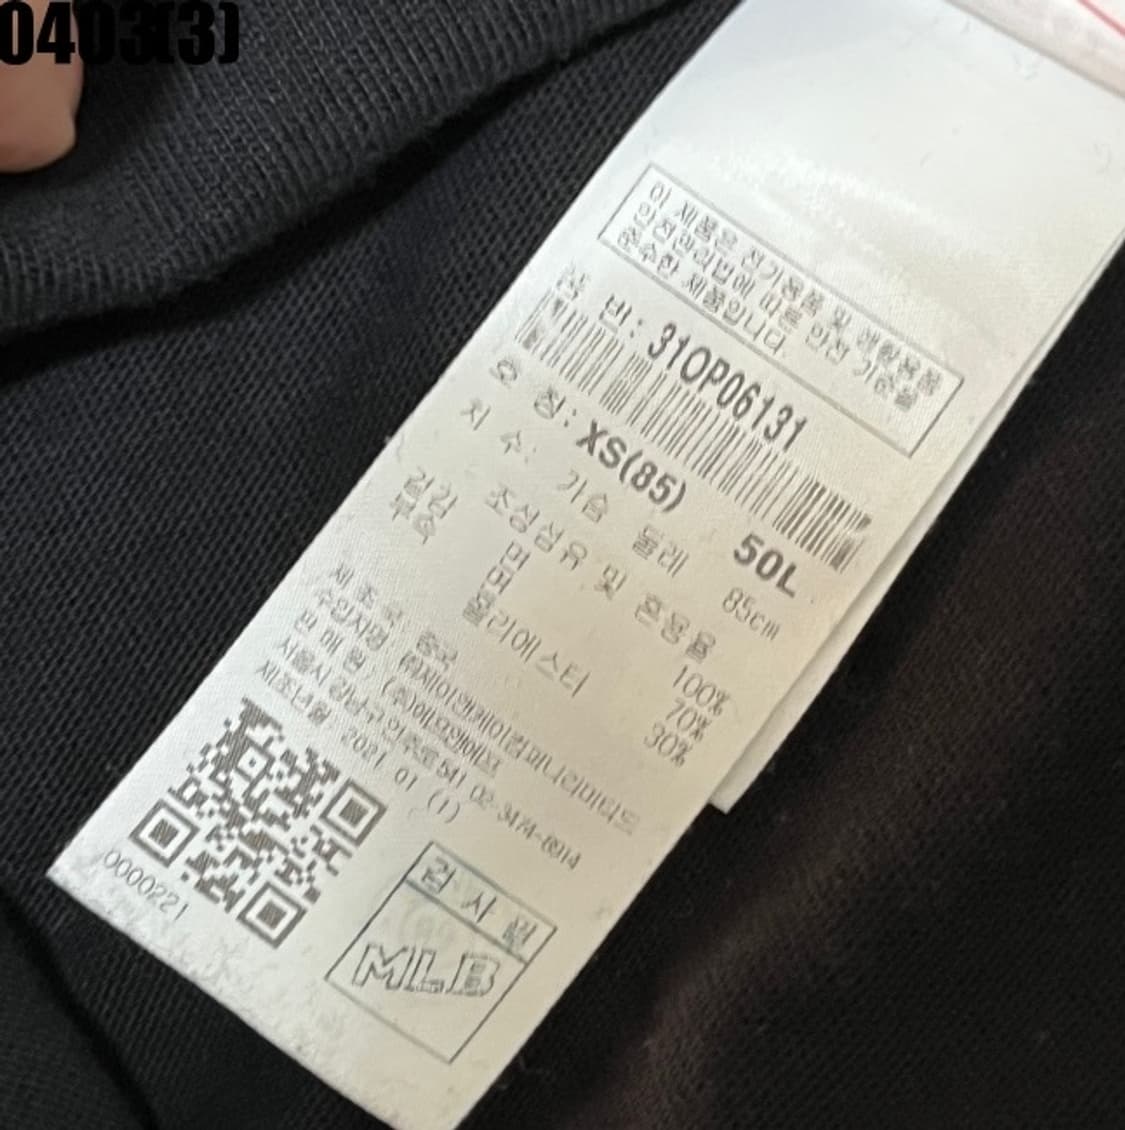 0403(3)
이 제품은 전기용품 및 생활용품
안전관리법에 따른 안전 기준을
준수한 제품입니다.
품 번: 31OP06131
호 칭: XS(85) 50L
치 수: 가슴 둘레 85cm
조성섬유 및 혼용율
겉감 면 100%
부속 면 70%
폴리에스터 30%
제 조 국 중국
수입자명
판 매 원 (주)에프앤에프
서울시 강남구 언주로541 02-3474-6914
제조년월 2021 01 (1)
0000221
검 사 필
MLB